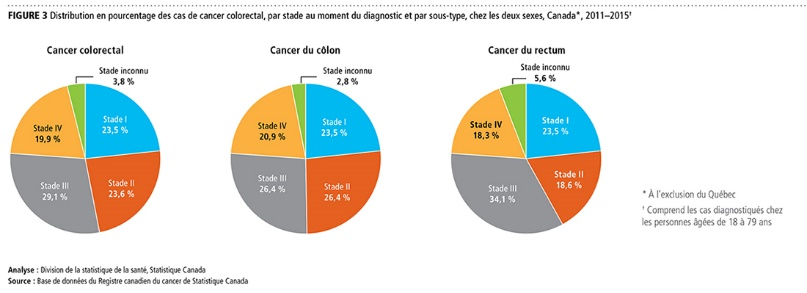 FIGURE 3 Distribution en pourcentage des cas de cancer colorectal, par stade au moment du diagnostic et par sous-type, chez les deux sexes, Canada*, 2011–2015†
Cancer colorectal
Stade inconnu
3,8 %
Stade I
23,5 %
Stade II
23,6 %
Stade III
29,1 %
Stade IV
19,9 %
Cancer du côlon
Stade inconnu
2,8 %
Stade I
23,5 %
Stade II
26,4 %
Stade III
26,4 %
Stade IV
20,9 %
Cancer du rectum
Stade inconnu
5,6 %
Stade I
23,5 %
Stade II
18,6 %
Stade III
34,1 %
Stade IV
18,3 %
* À l'exclusion du Québec
† Comprend les cas diagnostiqués chez
les personnes âgées de 18 à 79 ans
Analyse : Division de la statistique de la santé, Statistique Canada
Source : Base de données du Registre canadien du cancer de Statistique Canada